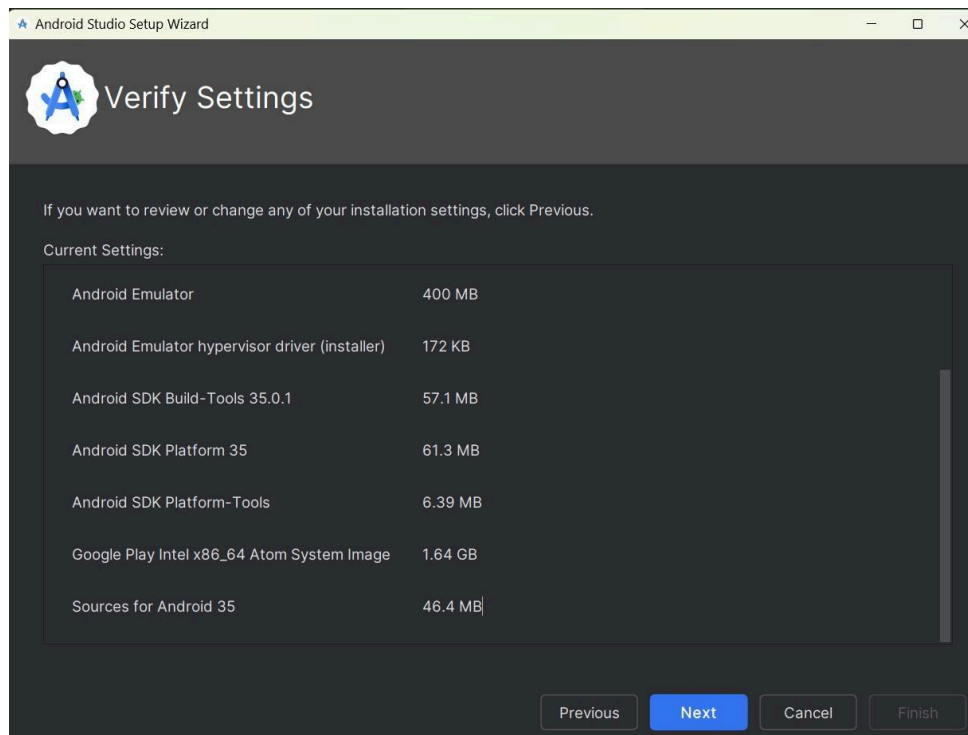 Android Studio Setup Wizard
Verify Settings
If you want to review or change any of your installation settings, click Previous.
Current Settings:
Android Emulator 400 MB
Android Emulator hypervisor driver (installer) 172 KB
Android SDK Build-Tools 35.0.1 57.1 MB
Android SDK Platform 35 61.3 MB
Android SDK Platform-Tools 6.39 MB
Google Play Intel x86_64 Atom System Image 1.64 GB
Sources for Android 35 46.4 MB
Previous Next Cancel Finish